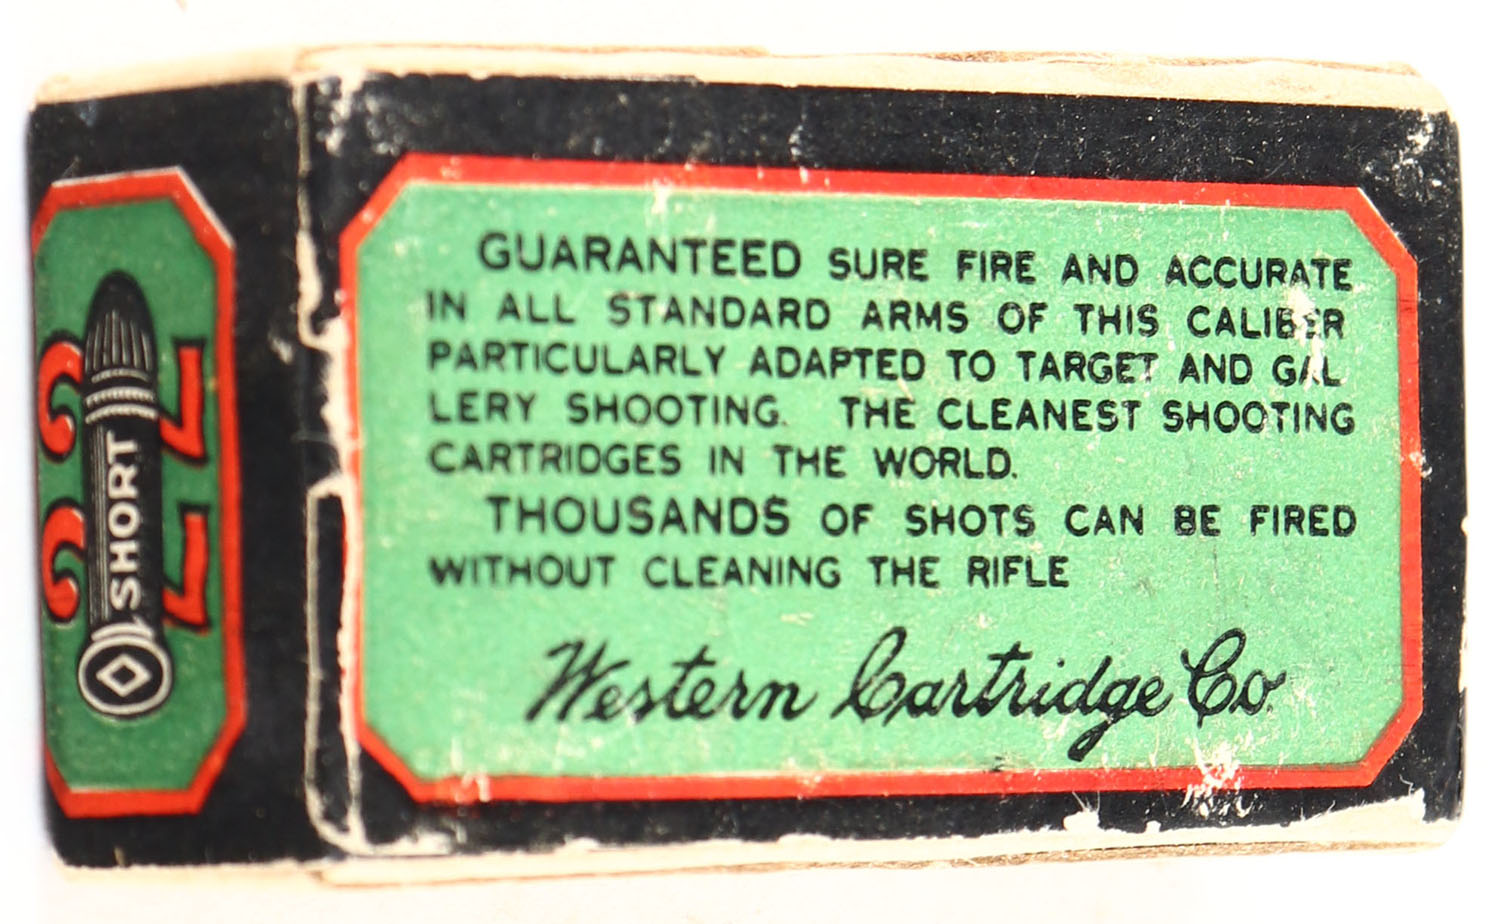 GUARANTEED SURE FIRE AND ACCURATE
IN ALL STANDARD ARMS OF THIS CALIBER
PARTICULARLY ADAPTED TO TARGET AND GAL
LERY SHOOTING. THE CLEANEST SHOOTING
CARTRIDGES IN THE WORLD.
THOUSANDS OF SHOTS CAN BE FIRED
WITHOUT CLEANING THE RIFLE
Western Cartridge Co.
22
SHORT
22